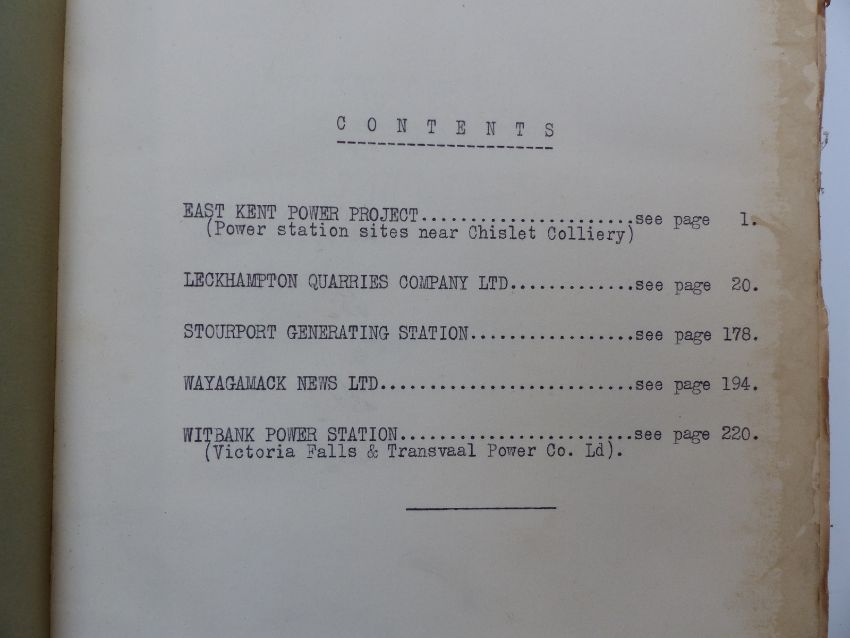 C O N T E N T S
EAST KENT POWER PROJECT......................see page 1.
(Power station sites near Chislet Colliery)
LECKHAMPTON QUARRIES COMPANY LTD.............see page 20.
STOURPORT GENERATING STATION.................see page 178.
WAYAGAMACK NEWS LTD..........................see page 194.
WITBANK POWER STATION........................see page 220.
(Victoria Falls & Transvaal Power Co. Ld).